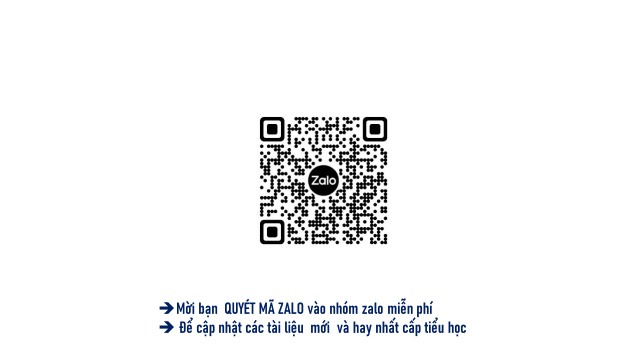 Zalo
➔ Mời bạn QUYÉT MÃ ZALO vào nhóm zalo miễn phí
➔ Để cập nhật các tài liệu mới và hay nhất cấp tiểu học